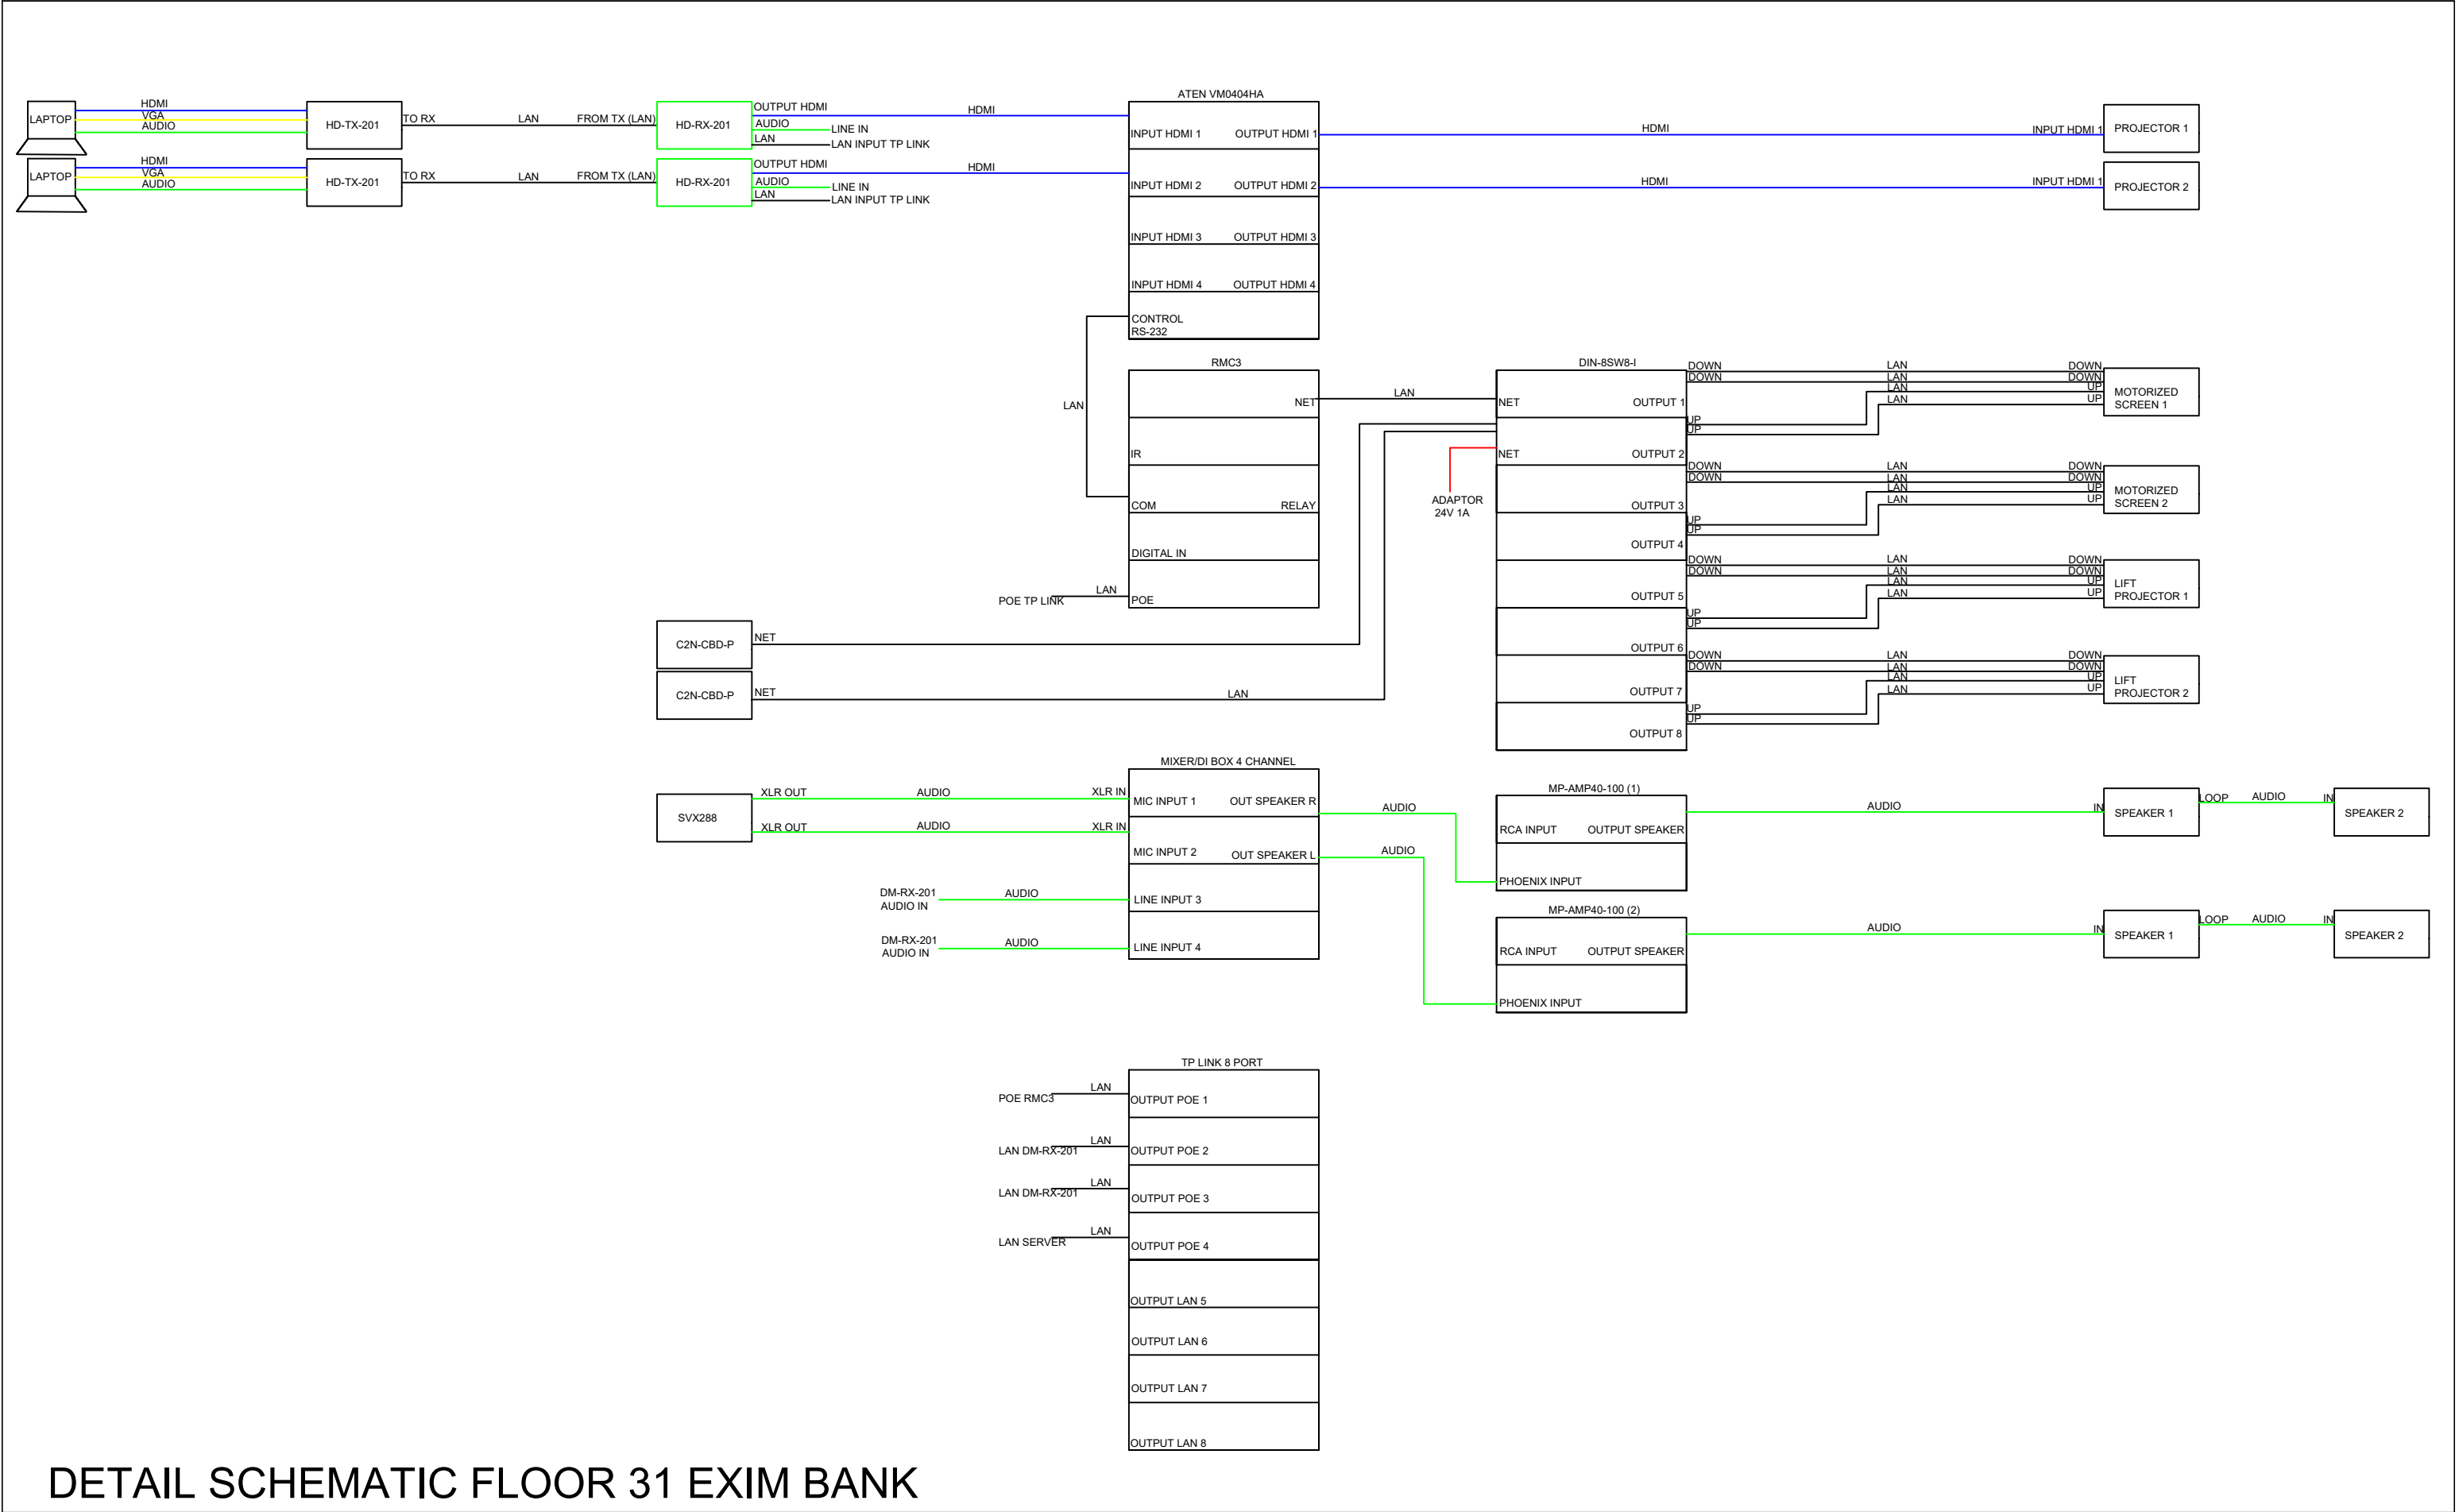 LAPTOP
HDMI
VGA
AUDIO
HD-TX-201
TO RX
LAN
FROM TX (LAN)
HD-RX-201
OUTPUT HDMI
AUDIO
LINE IN
LAN
LAN INPUT TP LINK
HDMI
LAPTOP
HDMI
VGA
AUDIO
HD-TX-201
TO RX
LAN
FROM TX (LAN)
HD-RX-201
OUTPUT HDMI
AUDIO
LINE IN
LAN
LAN INPUT TP LINK
HDMI
ATEN VM0404HA
INPUT HDMI 1
OUTPUT HDMI 1
INPUT HDMI 2
OUTPUT HDMI 2
INPUT HDMI 3
OUTPUT HDMI 3
INPUT HDMI 4
OUTPUT HDMI 4
CONTROL
RS-232
HDMI
INPUT HDMI 1
PROJECTOR 1
HDMI
INPUT HDMI 1
PROJECTOR 2
LAN
RMC3
NET
IR
COM
RELAY
DIGITAL IN
POE
POE TP LINK
LAN
LAN
DIN-8SW8-I
NET
OUTPUT 1
NET
OUTPUT 2
OUTPUT 3
OUTPUT 4
OUTPUT 5
OUTPUT 6
OUTPUT 7
OUTPUT 8
ADAPTOR
24V 1A
DOWN
LAN
DOWN
DOWN
LAN
DOWN
LAN
UP
LAN
UP
UP
UP
MOTORIZED
SCREEN 1
DOWN
LAN
DOWN
DOWN
LAN
DOWN
LAN
UP
LAN
UP
UP
UP
MOTORIZED
SCREEN 2
DOWN
LAN
DOWN
DOWN
LAN
DOWN
LAN
UP
LAN
UP
UP
UP
LIFT
PROJECTOR 1
DOWN
LAN
DOWN
DOWN
LAN
DOWN
LAN
UP
LAN
UP
UP
UP
LIFT
PROJECTOR 2
C2N-CBD-P
NET
C2N-CBD-P
NET
LAN
SVX288
XLR OUT
AUDIO
XLR IN
XLR OUT
AUDIO
XLR IN
DM-RX-201
AUDIO IN
AUDIO
DM-RX-201
AUDIO IN
AUDIO
MIXER/DI BOX 4 CHANNEL
MIC INPUT 1
OUT SPEAKER R
MIC INPUT 2
OUT SPEAKER L
LINE INPUT 3
LINE INPUT 4
AUDIO
AUDIO
MP-AMP40-100 (1)
RCA INPUT
OUTPUT SPEAKER
PHOENIX INPUT
AUDIO
IN
SPEAKER 1
LOOP
AUDIO
IN
SPEAKER 2
MP-AMP40-100 (2)
RCA INPUT
OUTPUT SPEAKER
PHOENIX INPUT
AUDIO
IN
SPEAKER 1
LOOP
AUDIO
IN
SPEAKER 2
TP LINK 8 PORT
POE RMC3
LAN
OUTPUT POE 1
LAN DM-RX-201
LAN
OUTPUT POE 2
LAN DM-RX-201
LAN
OUTPUT POE 3
LAN SERVER
LAN
OUTPUT POE 4
OUTPUT LAN 5
OUTPUT LAN 6
OUTPUT LAN 7
OUTPUT LAN 8
DETAIL SCHEMATIC FLOOR 31 EXIM BANK